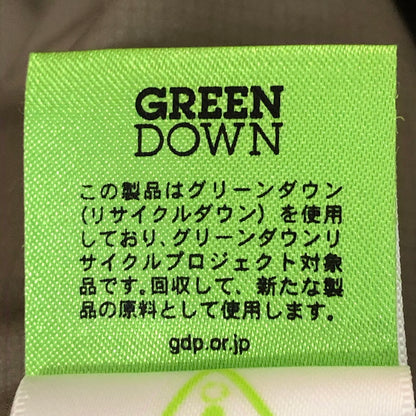 GREEN
DOWN
この製品はグリーンダウン
(リサイクルダウン) を使用
しており、グリーンダウンリ
サイクルプロジェクト対象
品です。回収して、新たな製
品の原料として使用します。
gdp.or.jp